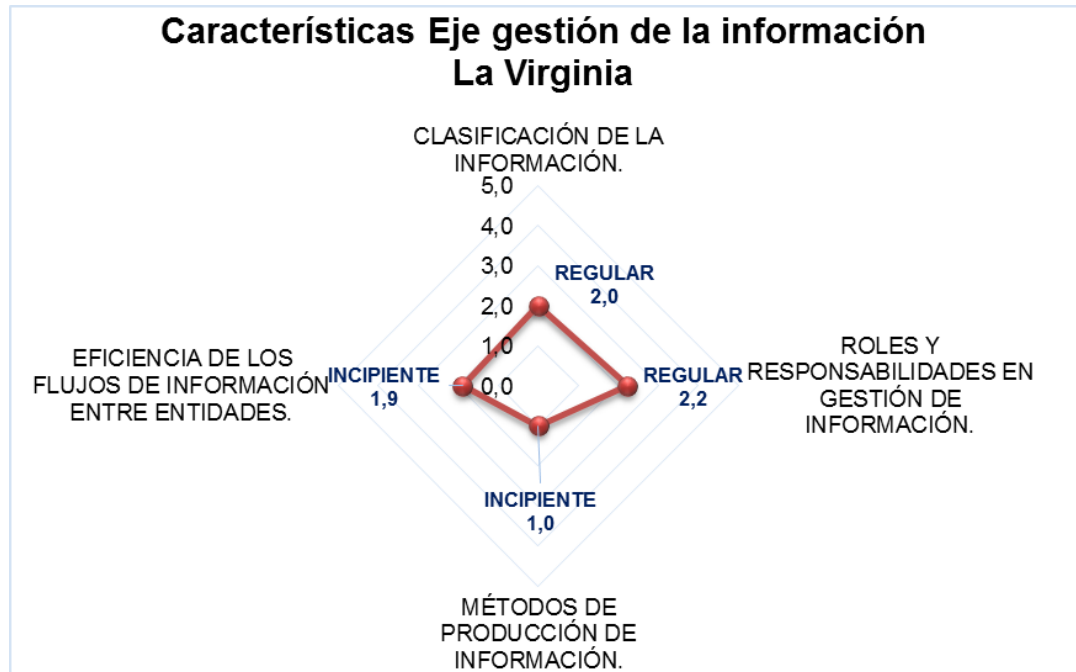 Características Eje gestión de la información
La Virginia
CLASIFICACIÓN DE LA
INFORMACIÓN.
5,0
4,0
3,0
2,0
1,0
0,0
REGULAR
2,0
ROLES Y
RESPONSABILIDADES EN
GESTIÓN DE
INFORMACIÓN.
REGULAR
2,2
MÉTODOS DE
PRODUCCIÓN DE
INFORMACIÓN.
INCIPIENTE
1,0
EFICIENCIA DE LOS
FLUJOS DE INFORMACIÓN
ENTRE ENTIDADES.
INCIPIENTE
1,9